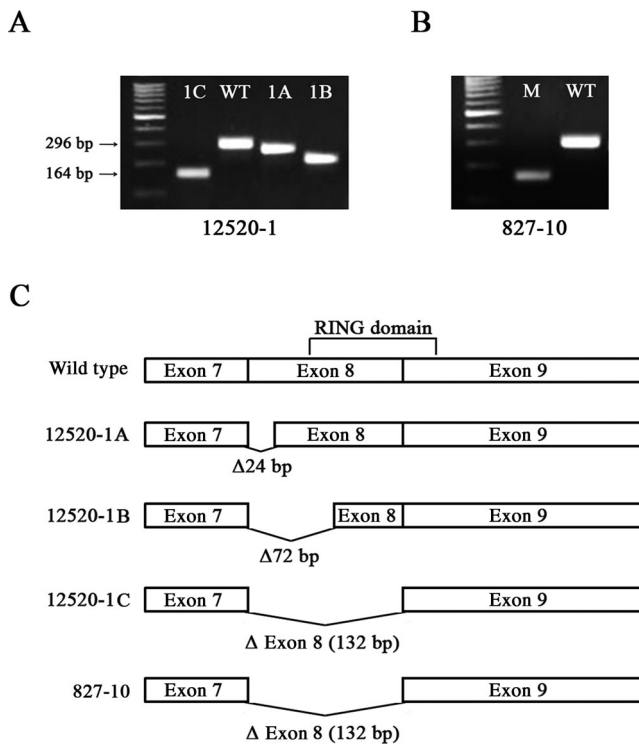 A
B
1C WT 1A 1B
M WT
296 bp →
164 bp →
12520-1
827-10
C
RING domain
Wild type Exon 7 Exon 8 Exon 9
12520-1A Exon 7 Exon 8 Exon 9
Δ24 bp
12520-1B Exon 7 Exon 8 Exon 9
Δ72 bp
12520-1C Exon 7 Exon 9
Δ Exon 8 (132 bp)
827-10 Exon 7 Exon 9
Δ Exon 8 (132 bp)